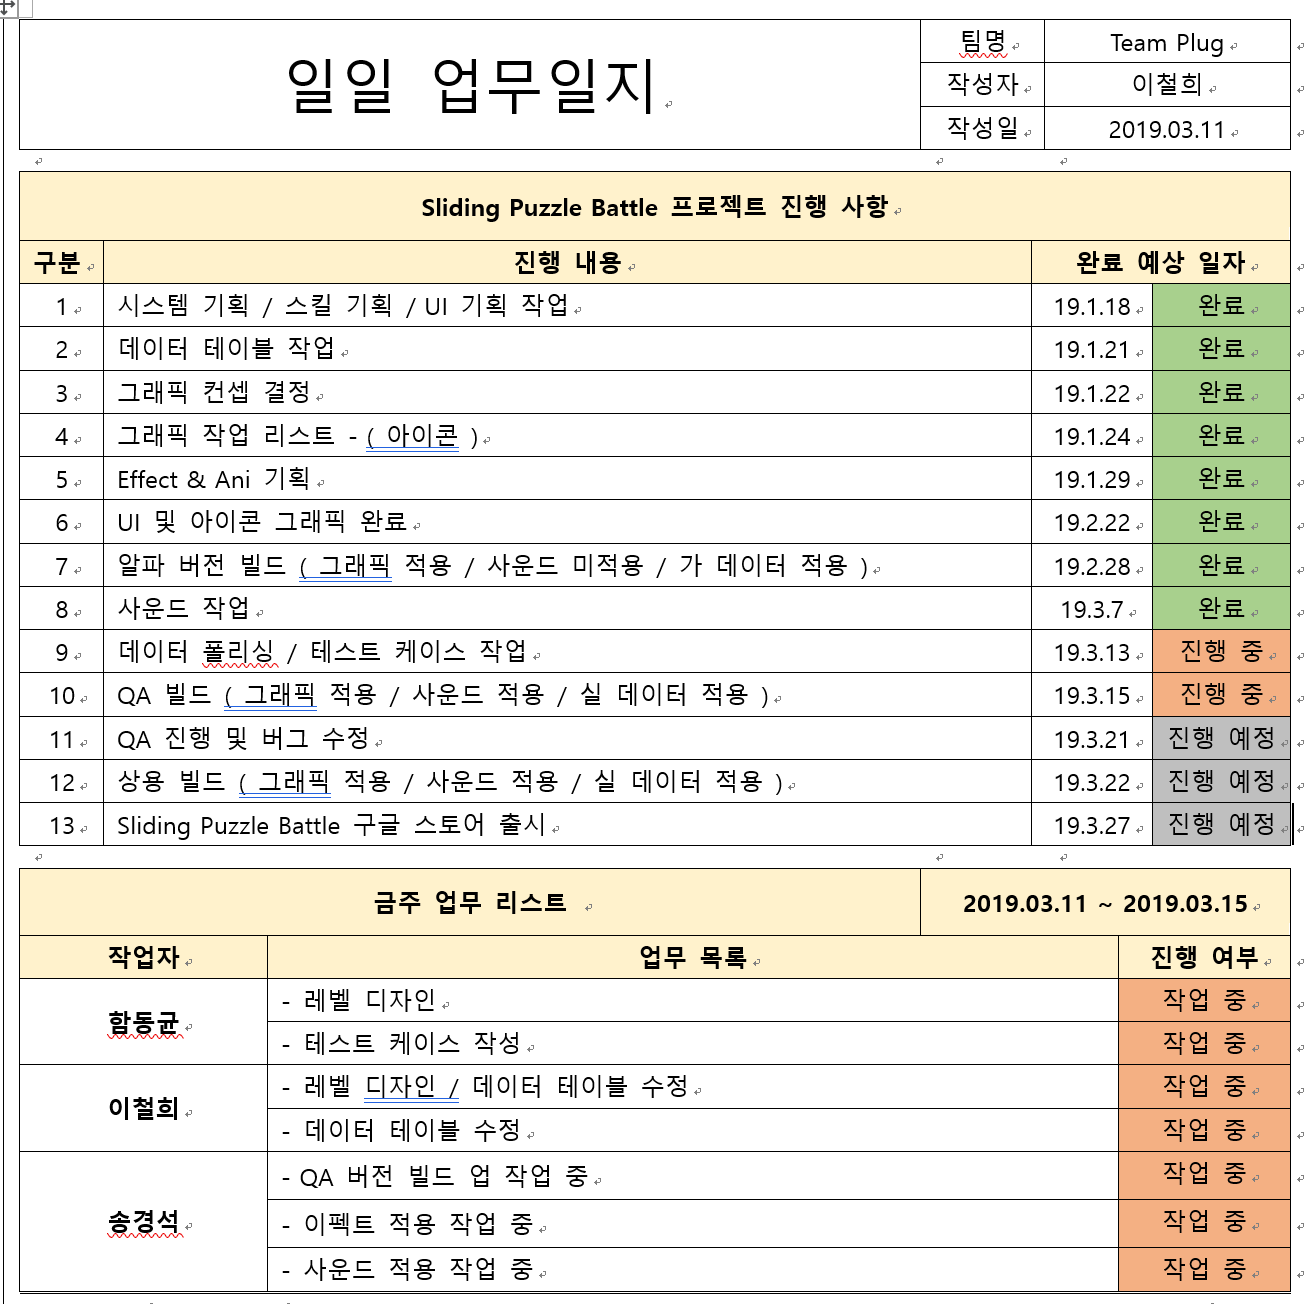 일일 업무일지
팀명 Team Plug
작성자 이철희
작성일 2019.03.11
Sliding Puzzle Battle 프로젝트 진행 사항
구분 진행 내용 완료 예상 일자
1 시스템 기획 / 스킬 기획 / UI 기획 작업 19.1.18 완료
2 데이터 테이블 작업 19.1.21 완료
3 그래픽 컨셉 결정 19.1.22 완료
4 그래픽 작업 리스트 - ( 아이콘 ) 19.1.24 완료
5 Effect & Ani 기획 19.1.29 완료
6 UI 및 아이콘 그래픽 완료 19.2.22 완료
7 알파 버전 빌드 ( 그래픽 적용 / 사운드 미적용 / 가 데이터 적용 ) 19.2.28 완료
8 사운드 작업 19.3.7 완료
9 데이터 폴리싱 / 테스트 케이스 작업 19.3.13 진행 중
10 QA 빌드 ( 그래픽 적용 / 사운드 적용 / 실 데이터 적용 ) 19.3.15 진행 중
11 QA 진행 및 버그 수정 19.3.21 진행 예정
12 상용 빌드 ( 그래픽 적용 / 사운드 적용 / 실 데이터 적용 ) 19.3.22 진행 예정
13 Sliding Puzzle Battle 구글 스토어 출시 19.3.27 진행 예정
금주 업무 리스트 2019.03.11 ~ 2019.03.15
작업자 업무 목록 진행 여부
함동균
- 레벨 디자인 작업 중
- 테스트 케이스 작성 작업 중
이철희
- 레벨 디자인 / 데이터 테이블 수정 작업 중
- 데이터 테이블 수정 작업 중
송경석
- QA 버전 빌드 업 작업 중 작업 중
- 이펙트 적용 작업 중 작업 중
- 사운드 적용 작업 중 작업 중